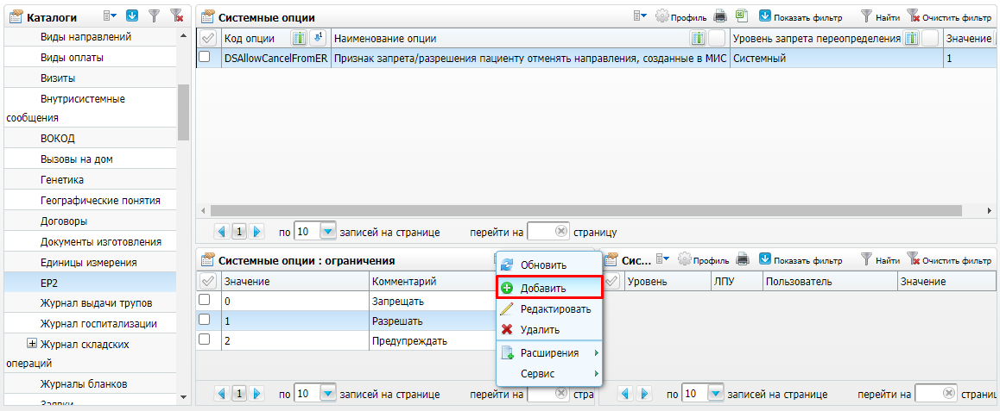 Каталоги
Виды направлений
Виды оплаты
Визиты
Внутрисистемные
сообщения
ВОКОД
Вызовы на дом
Генетика
Географические понятия
Договоры
Документы изготовления
Единицы измерения
ЕР2
Журнал выдачи трупов
Журнал госпитализации
Журнал складских
операций
Журналы бланков
Заявки
Системные опции
Профиль Показать фильтр Найти Очистить фильтр
Код опции Наименование опции Уровень запрета переопределения Значение
DSAllowCancelFromER Признак запрета/разрешения пациенту отменять направления, созданные в МИС Системный 1
1 по 10 записей на странице перейти на страницу
Системные опции : ограничения
Значение Комментарий
0 Запрещать
1 Разрешать
2 Предупреждать
1 по 10 записей на странице перейти на стра
Обновить
Добавить
Редактировать
Удалить
Расширения
Сервис
Сис... Профиль Показать фильтр Найти Очистить фильтр
Уровень ЛПУ Пользователь Значение
по 10 записей на странице перейти на страниц